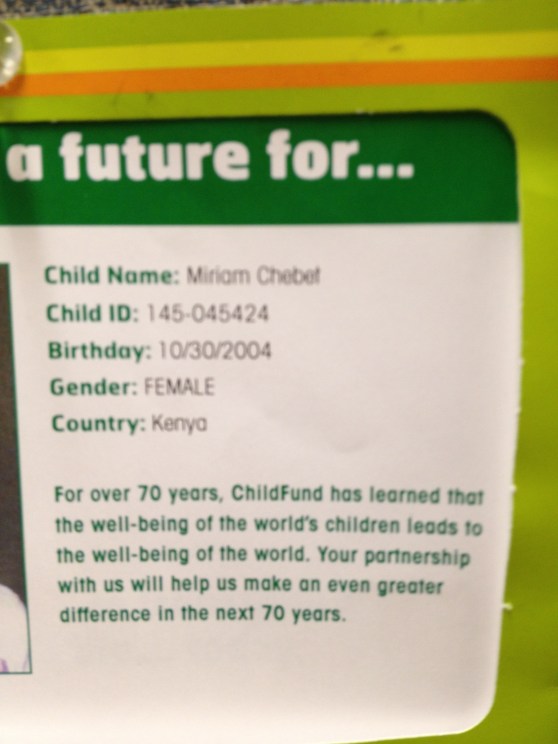 a future for...
Child Name: Miriam Chebet
Child ID: 145-045424
Birthday: 10/30/2004
Gender: FEMALE
Country: Kenya
For over 70 years, ChildFund has learned that
the well-being of the world's children leads to
the well-being of the world. Your partnership
with us will help us make an even greater
difference in the next 70 years.